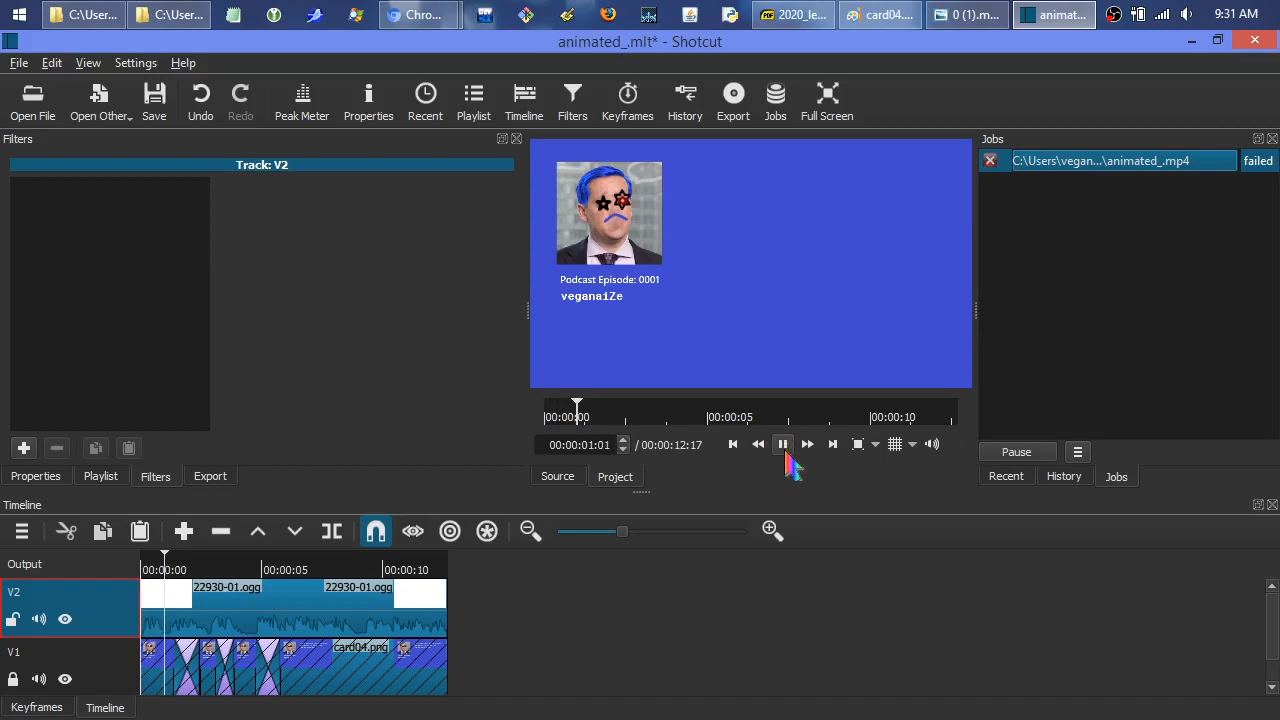 C:\User...
C:\User...
Chro...
2020_le...
card04....
0 (1).m...
animat...
9:31 AM
animated_.mlt* - Shotcut
File Edit View Settings Help
Open File Open Other... Save Undo Redo Peak Meter Properties Recent Playlist Timeline Filters Keyframes History Export Jobs Full Screen
Filters
Track: V2
Podcast Episode: 0001
veganaiZe
Jobs
C:\Users\vegan...\animated_.mp4 failed
00:00:00 00:00:05 00:00:10
00:00:01:01 / 00:00:12:17
Pause
Properties Playlist Filters Export
Source Project
Recent History Jobs
Timeline
Output
00:00:00 00:00:05 00:00:10
V2
22930-01.ogg 22930-01.ogg
V1
card04.png
Keyframes Timeline